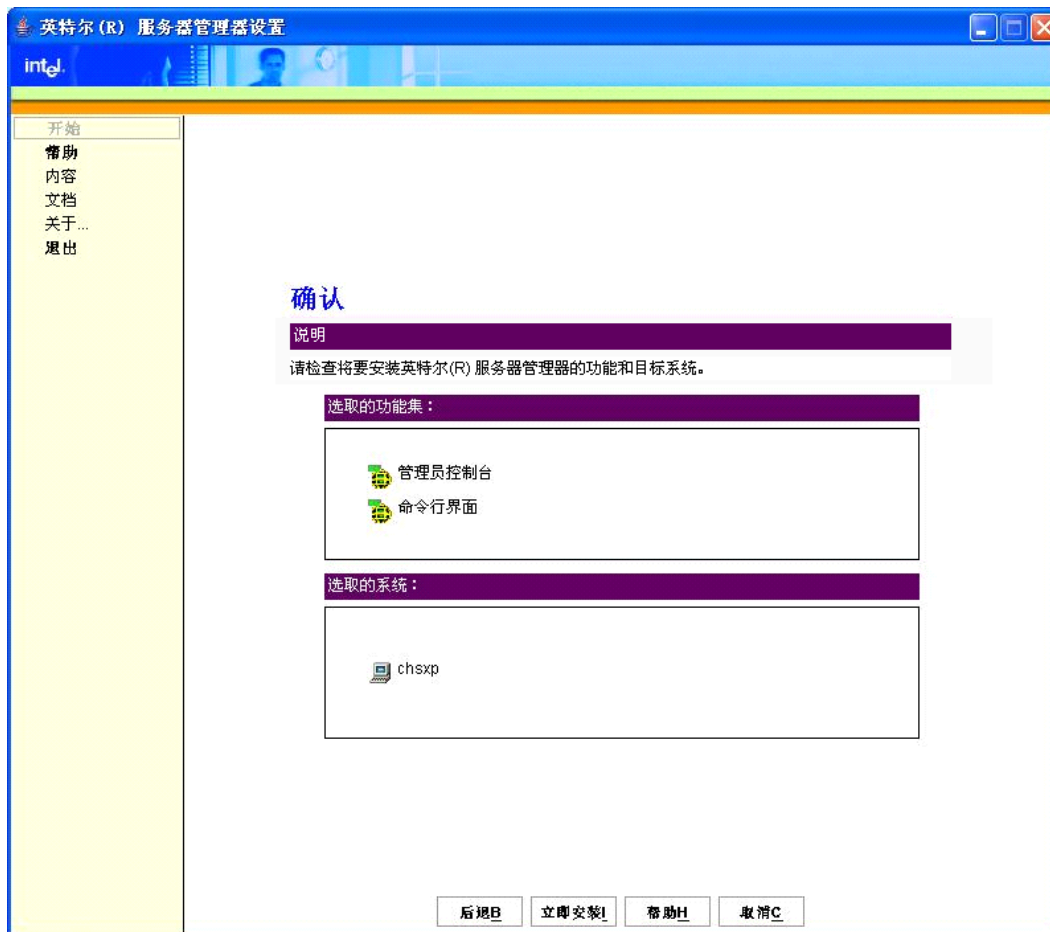 英特尔(R) 服务器管理器设置
intel.
开始
帮助
内容
文档
关于...
退出
确认
说明
请检查将要安装英特尔(R) 服务器管理器的功能和目标系统。
选取的功能集：
管理员控制台
命令行界面
选取的系统：
chsxp
后退B 立即安装I 帮助H 取消C